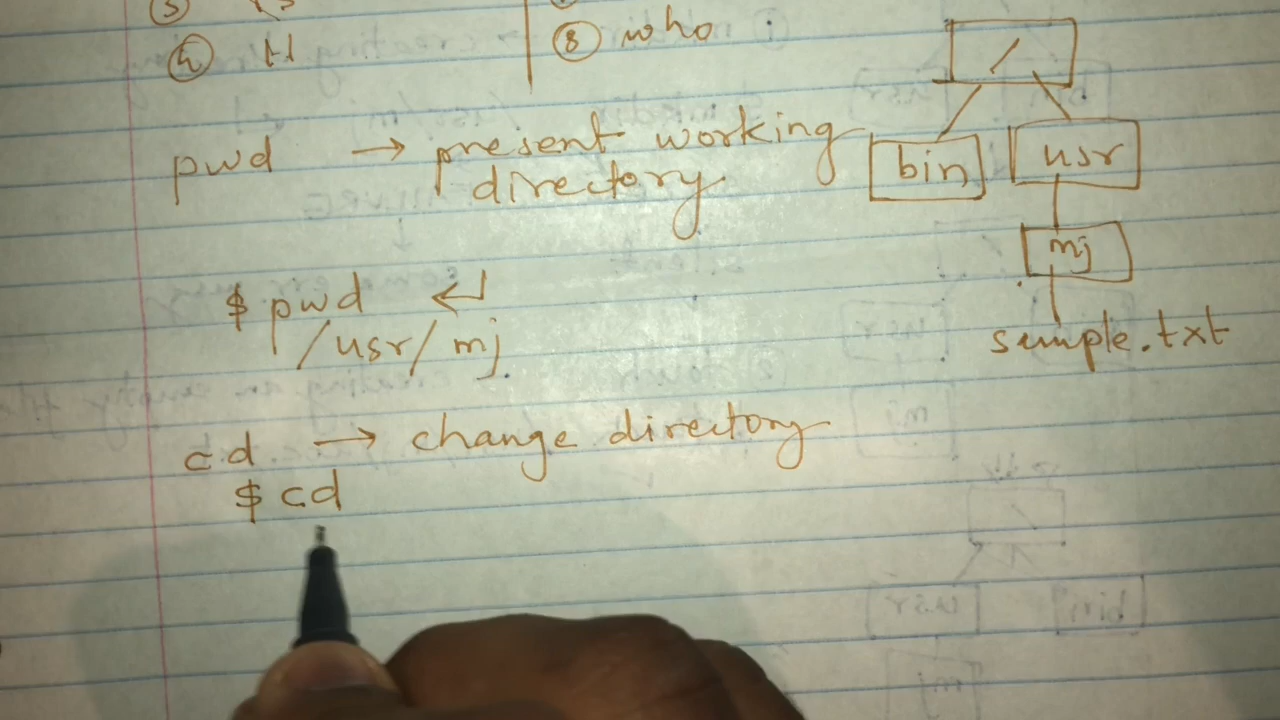 ④
⑧ who
/
pwd → present working
directory
bin
usr
mj
$ pwd ↵
/usr/mj
sample.txt
cd → change directory
$ cd